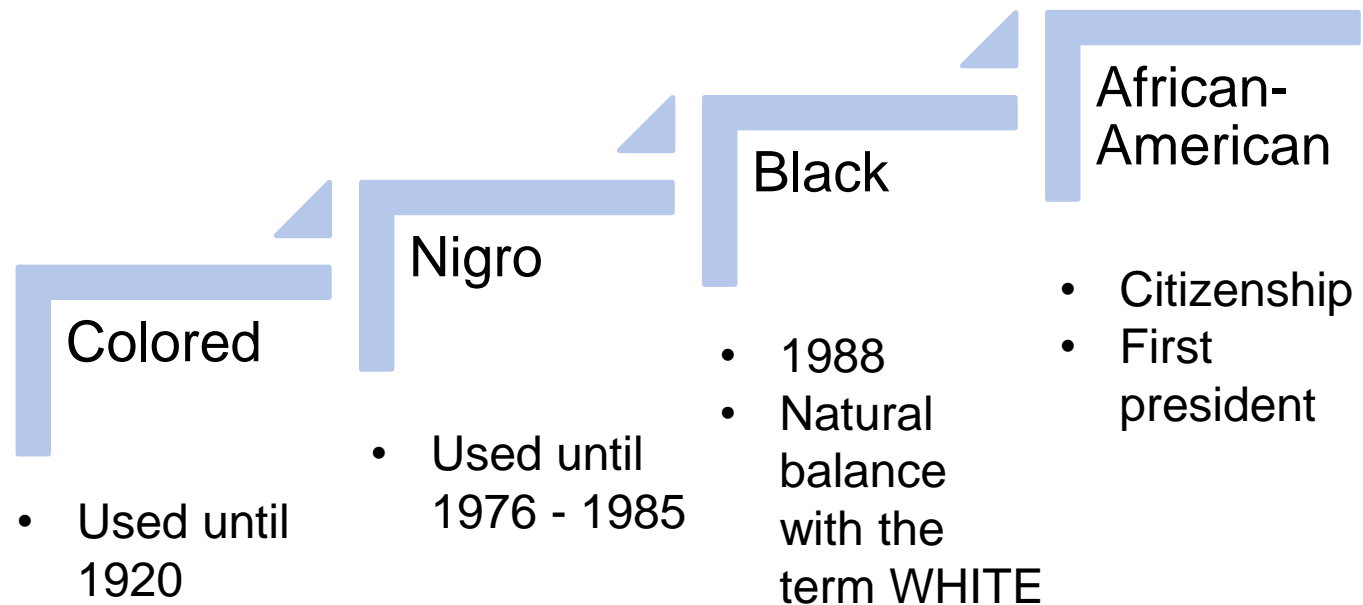 Colored
• Used until
1920
Nigro
• Used until
1976 - 1985
Black
• 1988
• Natural
balance
with the
term WHITE
African-
American
• Citizenship
• First
president